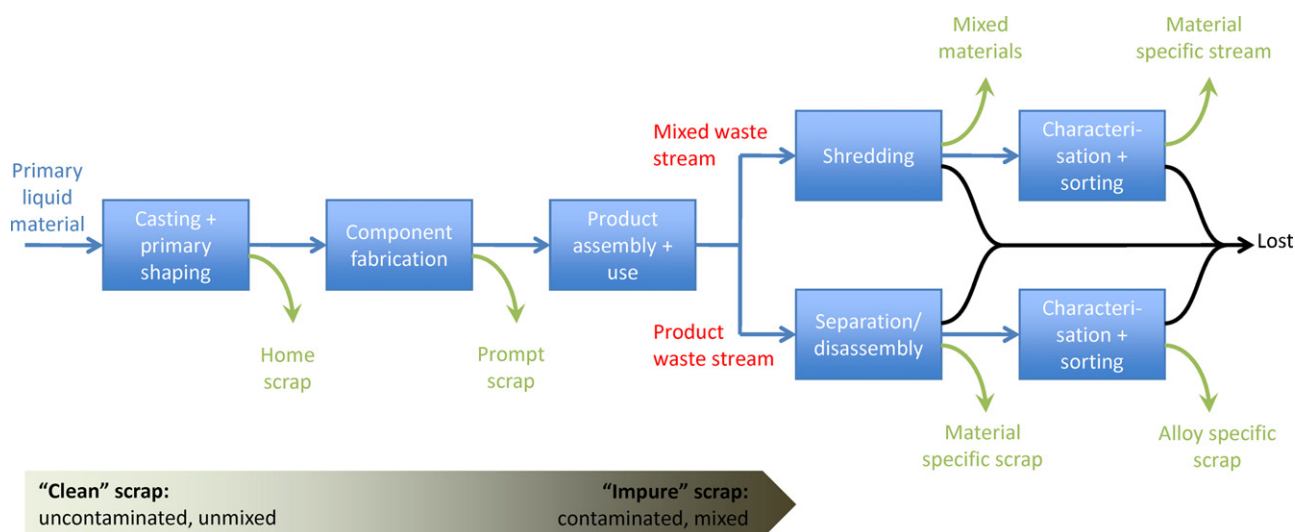 Primary
liquid
material
Casting +
primary
shaping
Home
scrap
Component
fabrication
Prompt
scrap
Product
assembly +
use
Mixed waste
stream
Product
waste stream
Shredding
Mixed
materials
Characteri-
sation +
sorting
Material
specific stream
Separation/
disassembly
Material
specific scrap
Characteri-
sation +
sorting
Alloy specific
scrap
Lost
“Clean” scrap:
uncontaminated, unmixed
“Impure” scrap:
contaminated, mixed